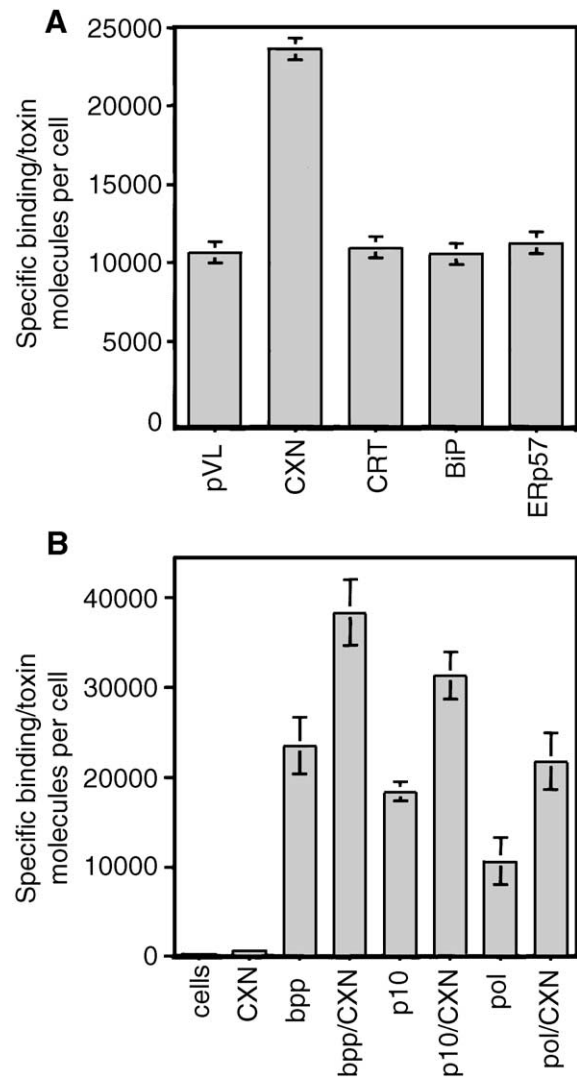 A
Specific binding/toxin
molecules per cell
25000
20000
15000
10000
5000
0
pVL
CXN
CRT
BiP
ERp57
B
Specific binding/toxin
molecules per cell
40000
30000
20000
10000
0
cells
CXN
bpp
bpp/CXN
p10
p10/CXN
pol
pol/CXN